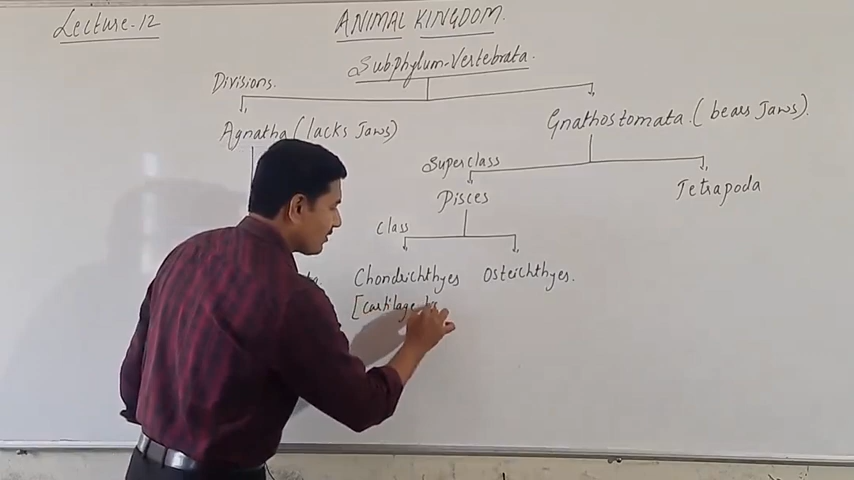 Lecture-12
ANIMAL KINGDOM.
Subphylum-Vertebrata.
Divisions.
Agnatha (lacks Jaws)
Gnathostomata. (bears Jaws).
Superclass
Pisces
Tetrapoda
Class
Chondrichthyes
Osteichthyes.
[cartilage